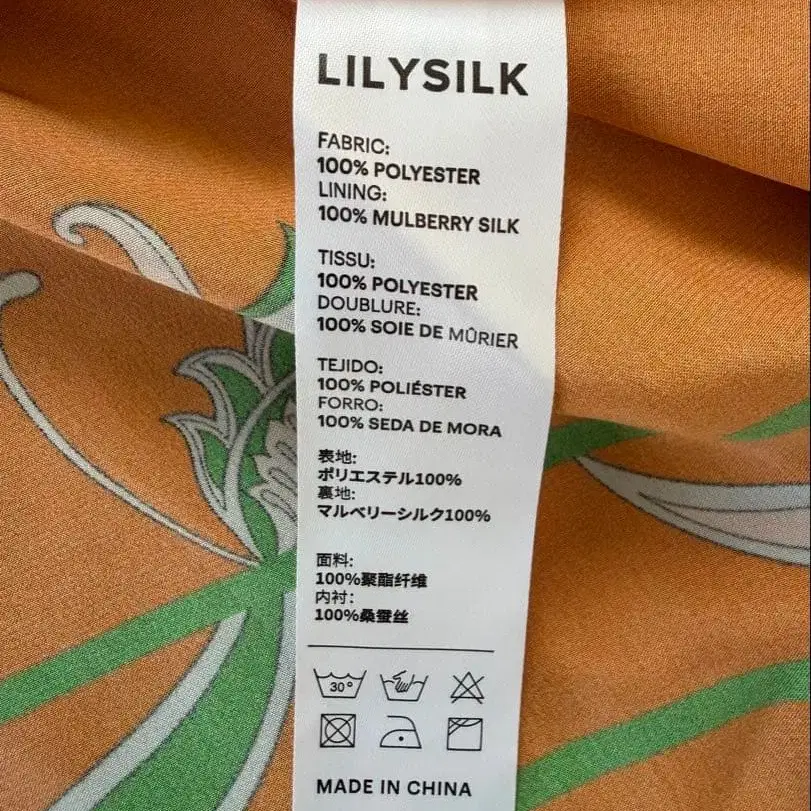 LILYSILK
FABRIC:
100% POLYESTER
LINING:
100% MULBERRY SILK
TISSU:
100% POLYESTER
DOUBLURE:
100% SOIE DE MÛRIER
TEJIDO:
100% POLIÉSTER
FORRO:
100% SEDA DE MORA
表地:
ポリエステル100%
裏地:
マルベリーシルク100%
面料:
100%聚酯纤维
内衬:
100%桑蚕丝
30°
MADE IN CHINA